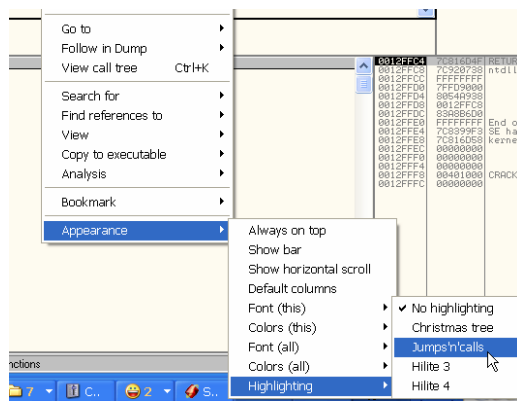 Go to
Follow in Dump
View call tree Ctrl+K
Search for
Find references to
View
Copy to executable
Analysis
Bookmark
Appearance
Always on top
Show bar
Show horizontal scroll
Default columns
Font (this)
Colors (this)
Font (all)
Colors (all)
Highlighting
✔ No highlighting
Christmas tree
Jumps'n'calls
Hilite 3
Hilite 4
0012FFC4 7C816D4F RETUR
0012FFC8 7C920738 ntdll
0012FFCC FFFFFFFF
0012FFD0 7FFD9000
0012FFD4 8054A938
0012FFD8 0012FFC8
0012FFDC 83A8B6D0
0012FFE0 FFFFFFFF End o
0012FFE4 7C8399F3 SE ha
0012FFE8 7C816D58 kerne
0012FFEC 00000000
0012FFF0 00000000
0012FFF4 00000000
0012FFF8 00401000 CRACK
0012FFFC 00000000
nctions
7 C.. 2 S..